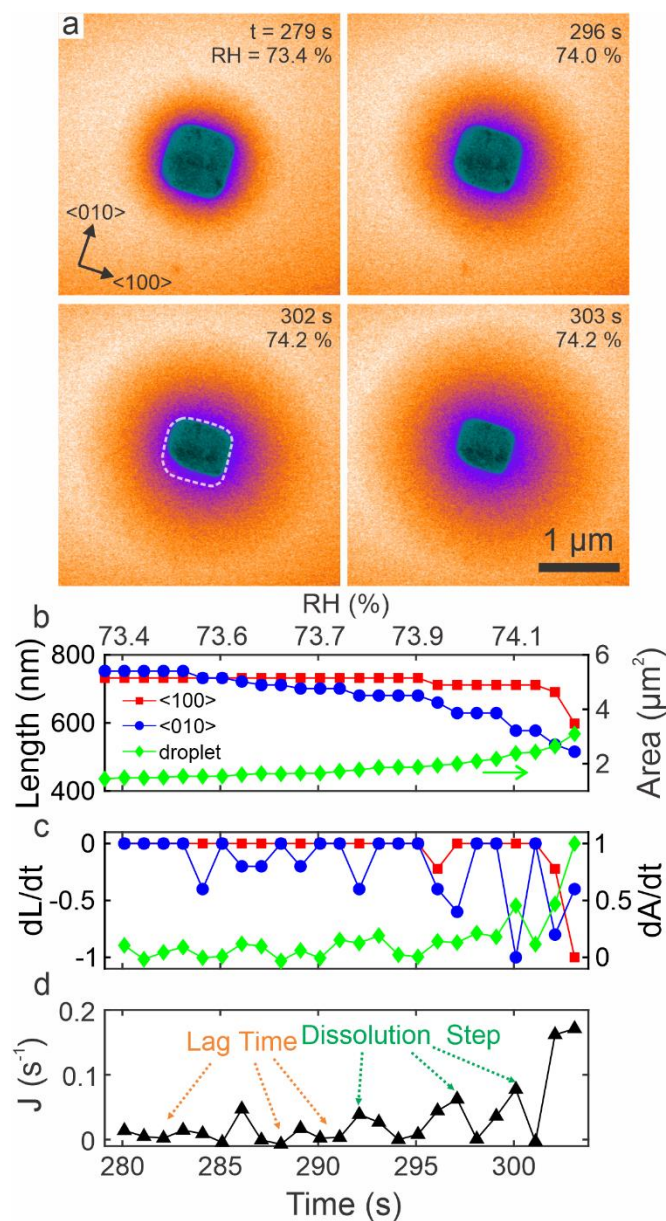 a
t = 279 s
RH = 73.4 %
296 s
74.0 %
<010>
<100>
302 s
74.2 %
303 s
74.2 %
1 µm
b
RH (%)
73.4 73.6 73.7 73.9 74.1
Length (nm)
800
600
400
<100>
<010>
droplet
6
4
2
Area (µm²)
c
dL/dt
0
-0.5
-1
1
0.5
0
dA/dt
d
J (s⁻¹)
0.2
0.1
0
Lag Time
Dissolution Step
280 285 290 295 300
Time (s)